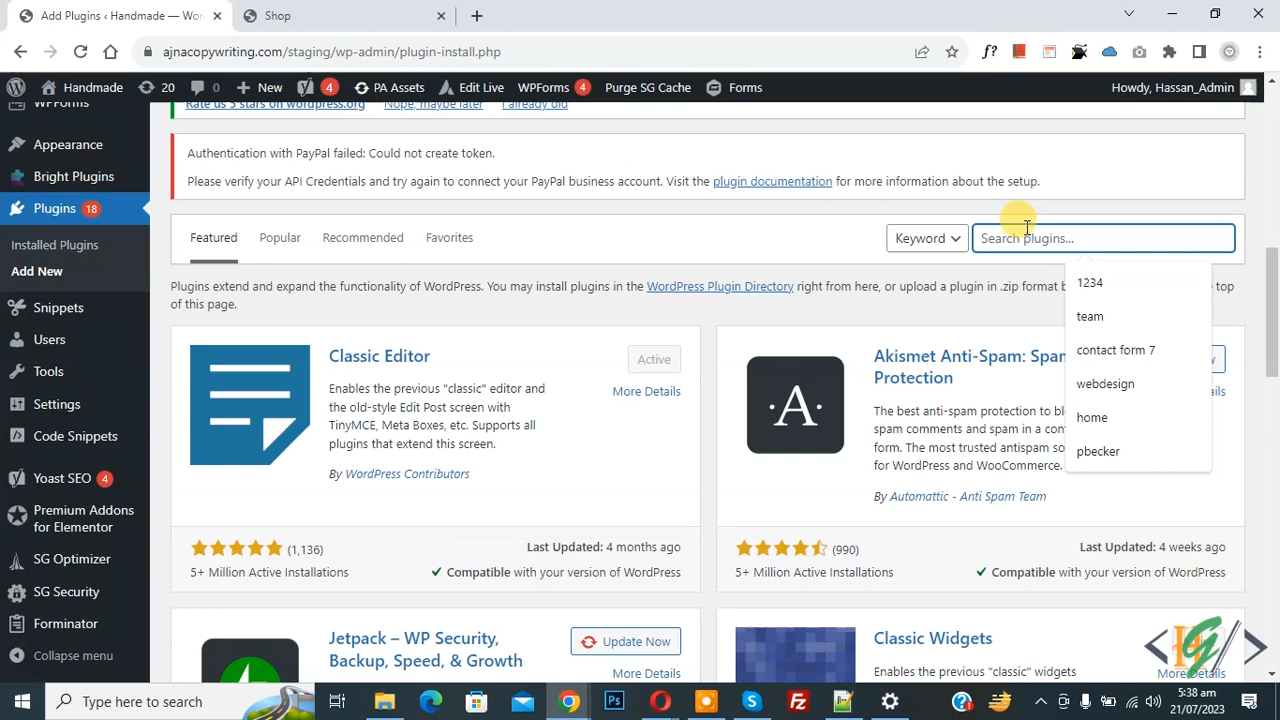 Add Plugins ‹ Handmade — Wor
Shop
ajnacopywriting.com/staging/wp-admin/plugin-install.php
Handmade 20 0 New 4 PA Assets Edit Live WPForms 4 Purge SG Cache Forms Howdy, Hassan_Admin
WPForms
Appearance
Bright Plugins
Plugins 18
Installed Plugins
Add New
Snippets
Users
Tools
Settings
Code Snippets
Yoast SEO 4
Premium Addons
for Elementor
SG Optimizer
SG Security
Forminator
Collapse menu
Rate us 5 stars on wordpress.org Nope, maybe later I already did
Authentication with PayPal failed: Could not create token.
Please verify your API Credentials and try again to connect your PayPal business account. Visit the plugin documentation for more information about the setup.
Featured Popular Recommended Favorites Keyword Search plugins...
1234
team
contact form 7
webdesign
home
pbecker
Plugins extend and expand the functionality of WordPress. You may install plugins in the WordPress Plugin Directory right from here, or upload a plugin in .zip format b e top
of this page.
Classic Editor
Active
More Details
Enables the previous "classic" editor and
the old-style Edit Post screen with
TinyMCE, Meta Boxes, etc. Supports all
plugins that extend this screen.
By WordPress Contributors
(1,136) Last Updated: 4 months ago
5+ Million Active Installations Compatible with your version of WordPress
A
Akismet Anti-Spam: Spam
Protection
w
ails
The best anti-spam protection to bl
spam comments and spam in a con
form. The most trusted antispam so
for WordPress and WooCommerce.
By Automattic - Anti Spam Team
(990) Last Updated: 4 weeks ago
5+ Million Active Installations Compatible with your version of WordPress
Jetpack – WP Security,
Backup, Speed, & Growth
Update Now
More Details
Classic Widgets
Enables the previous "classic" widgets
More Details
Type here to search
5:38 am
21/07/2023